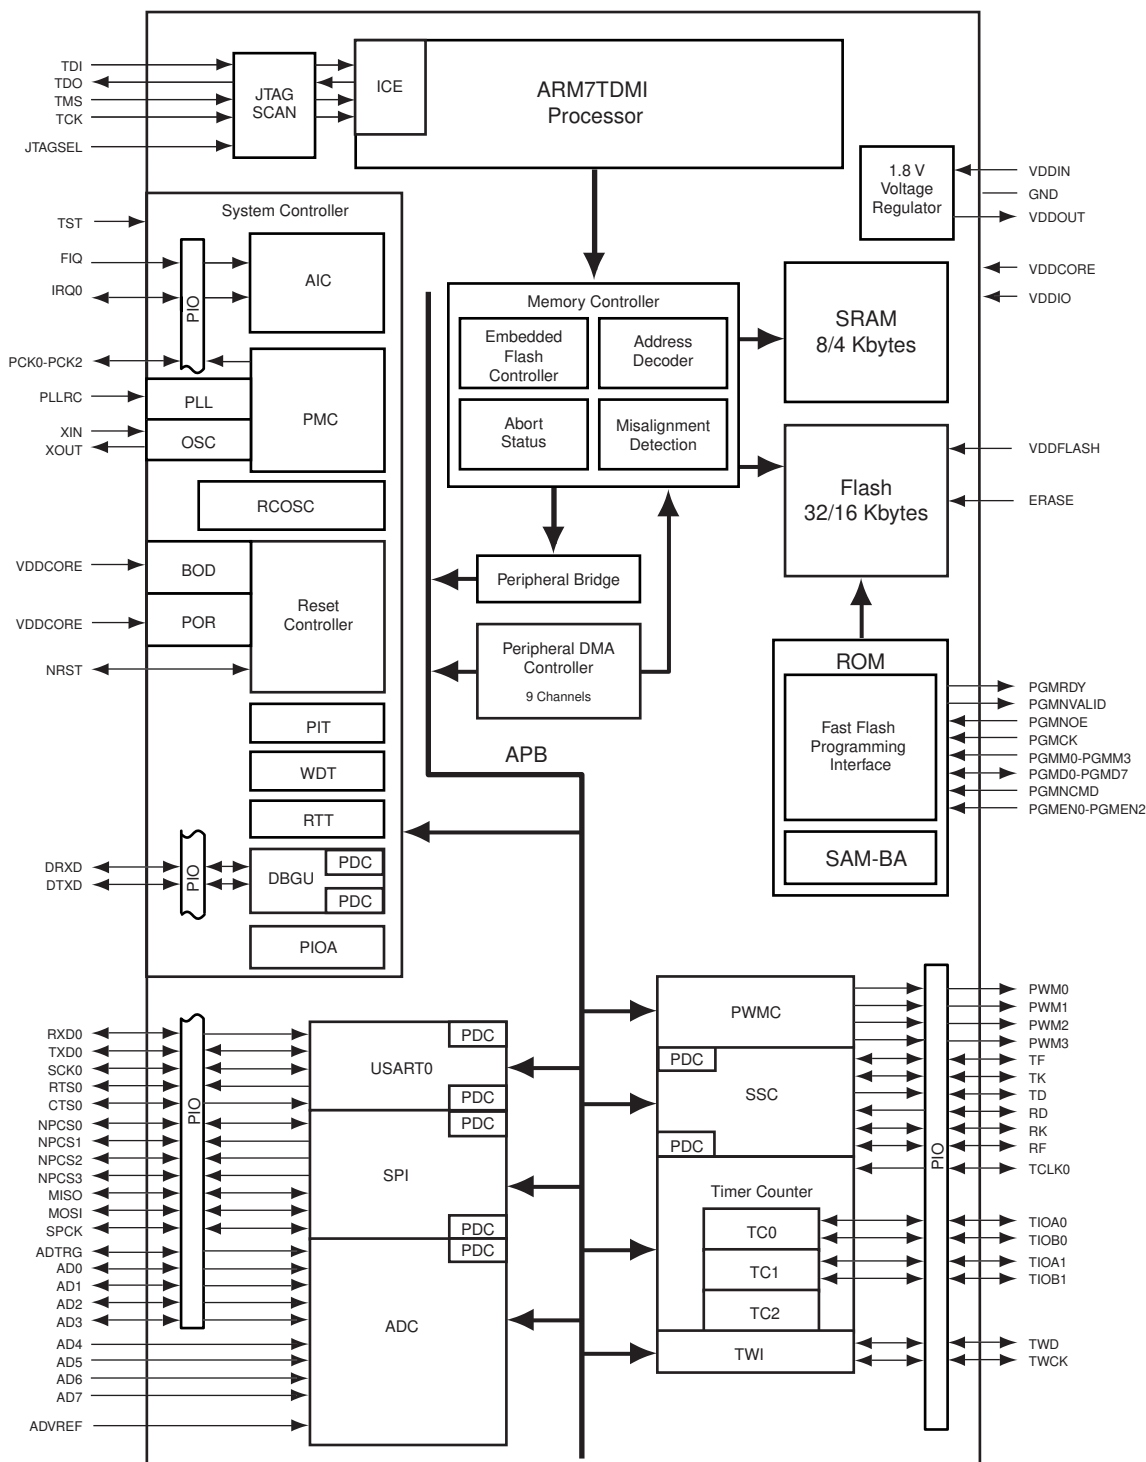 TDI
TDO
TMS
TCK
JTAGSEL
JTAG
SCAN
ICE
ARM7TDMI
Processor
1.8 V
Voltage
Regulator
VDDIN
GND
VDDOUT
VDDCORE
VDDIO
System Controller
TST
FIQ
IRQ0
PIO
AIC
PCK0-PCK2
PLLRC
PLL
XIN
XOUT
OSC
PMC
RCOSC
VDDCORE
BOD
VDDCORE
POR
Reset
Controller
NRST
PIT
WDT
RTT
DRXD
DTXD
PIO
DBGU
PDC
PDC
PIOA
Memory Controller
Embedded
Flash
Controller
Address
Decoder
Abort
Status
Misalignment
Detection
SRAM
8/4 Kbytes
Flash
32/16 Kbytes
VDDFLASH
ERASE
Peripheral Bridge
Peripheral DMA
Controller
9 Channels
APB
ROM
Fast Flash
Programming
Interface
SAM-BA
PGMRDY
PGMNVALID
PGMNOE
PGMCK
PGMM0-PGMM3
PGMD0-PGMD7
PGMNCMD
PGMEN0-PGMEN2
RXD0
TXD0
SCK0
RTS0
CTS0
NPCS0
NPCS1
NPCS2
NPCS3
MISO
MOSI
SPCK
ADTRG
AD0
AD1
AD2
AD3
AD4
AD5
AD6
AD7
ADVREF
PIO
PDC
USART0
PDC
PDC
SPI
PDC
PDC
ADC
PWMC
PDC
SSC
PDC
Timer Counter
TC0
TC1
TC2
TWI
PIO
PWM0
PWM1
PWM2
PWM3
TF
TK
TD
RD
RK
RF
TCLK0
TIOA0
TIOB0
TIOA1
TIOB1
TWD
TWCK